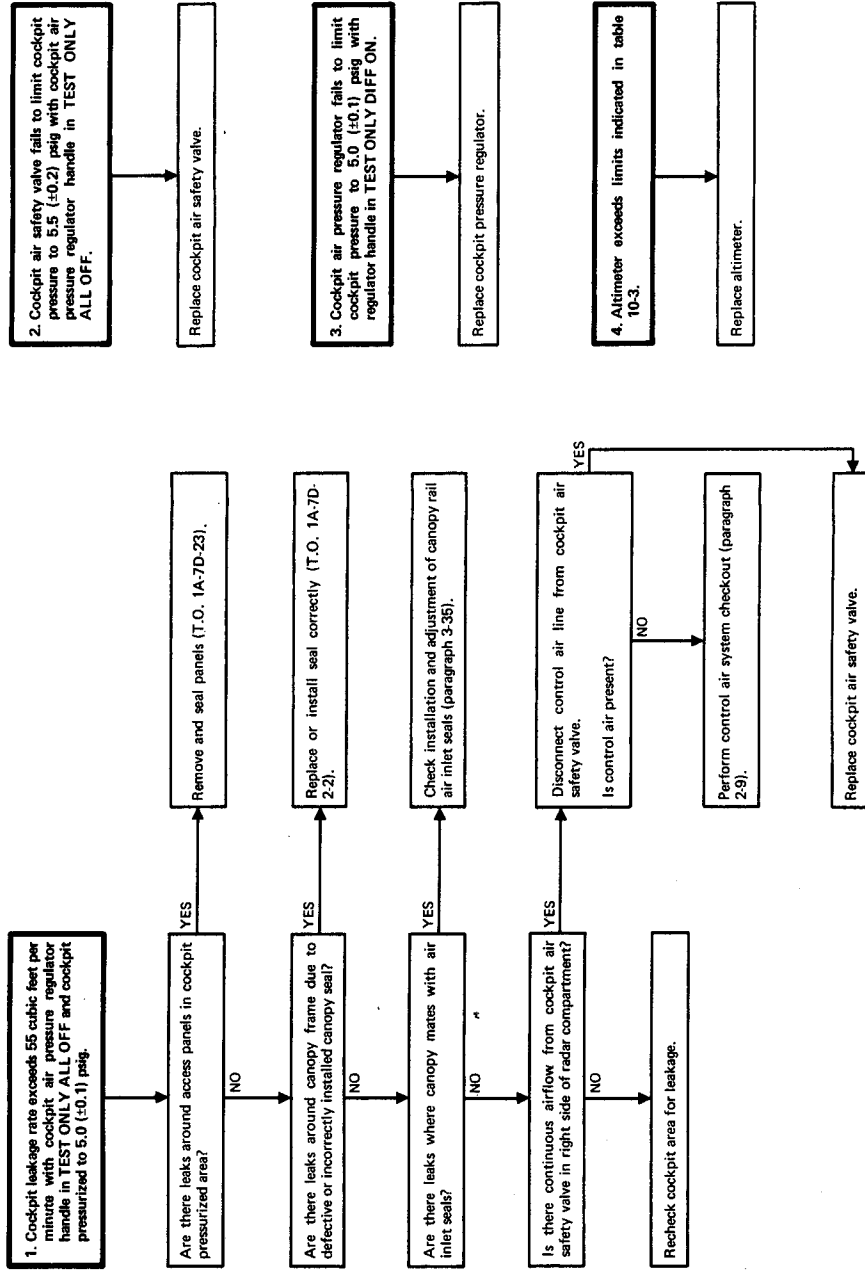 1. Cockpit leakage rate exceeds 55 cubic feet per
minute with cockpit air pressure regulator
handle in TEST ONLY ALL OFF and cockpit
pressurized to 5.0 (±0.1) psig.
Are there leaks around access panels in cockpit
pressurized area?
YES
Remove and seal panels (T.O. 1A-7D-23).
NO
Are there leaks around canopy frame due to
defective or incorrectly installed canopy seal?
YES
Replace or install seal correctly (T.O. 1A-7D-
2-2).
NO
Are there leaks where canopy mates with air
inlet seals?
YES
Check installation and adjustment of canopy rail
air inlet seals (paragraph 3-35).
NO
Is there continuous airflow from cockpit air
safety valve in right side of radar compartment?
YES
Disconnect control air line from cockpit air
safety valve.
Is control air present?
YES
NO
Perform control air system checkout (paragraph
2-9).
Replace cockpit air safety valve.
NO
Recheck cockpit area for leakage.
2. Cockpit air safety valve fails to limit cockpit
pressure to 5.5 (±0.2) psig with cockpit air
pressure regulator handle in TEST ONLY
ALL OFF.
Replace cockpit air safety valve.
3. Cockpit air pressure regulator fails to limit
cockpit pressure to 5.0 (±0.1) psig with
regulator handle in TEST ONLY DIFF ON.
Replace cockpit pressure regulator.
4. Altimeter exceeds limits indicated in table
10-3.
Replace altimeter.